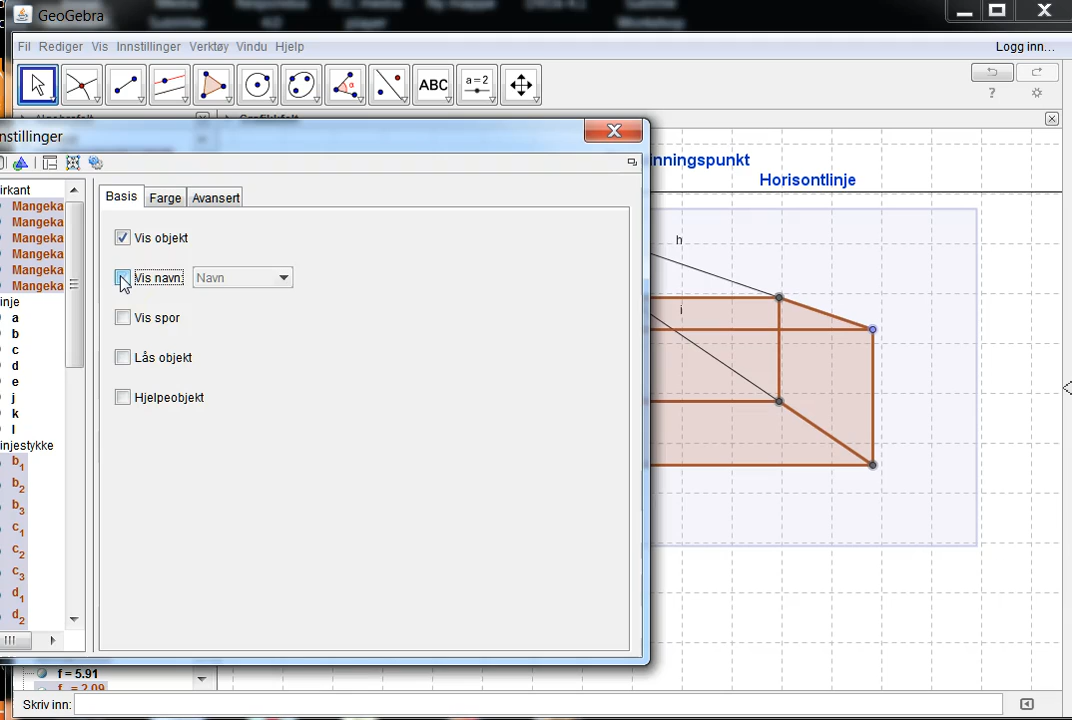 GeoGebra
Fil Rediger Vis Innstillinger Verktøy Vindu Hjelp
Logg inn...
ABC
a=2
?
Grafikkfelt
nstillinger
irkant
Mangeka
Mangeka
Mangeka
Mangeka
Mangeka
Mangeka
inje
a
b
c
d
e
j
k
l
injestykke
b1
b2
b3
c1
c2
c3
d1
d2
Basis Farge Avansert
Vis objekt
Vis navn: Navn
Vis spor
Lås objekt
Hjelpeobjekt
nningspunkt
Horisontlinje
h
i
f = 5.91
Skriv inn: